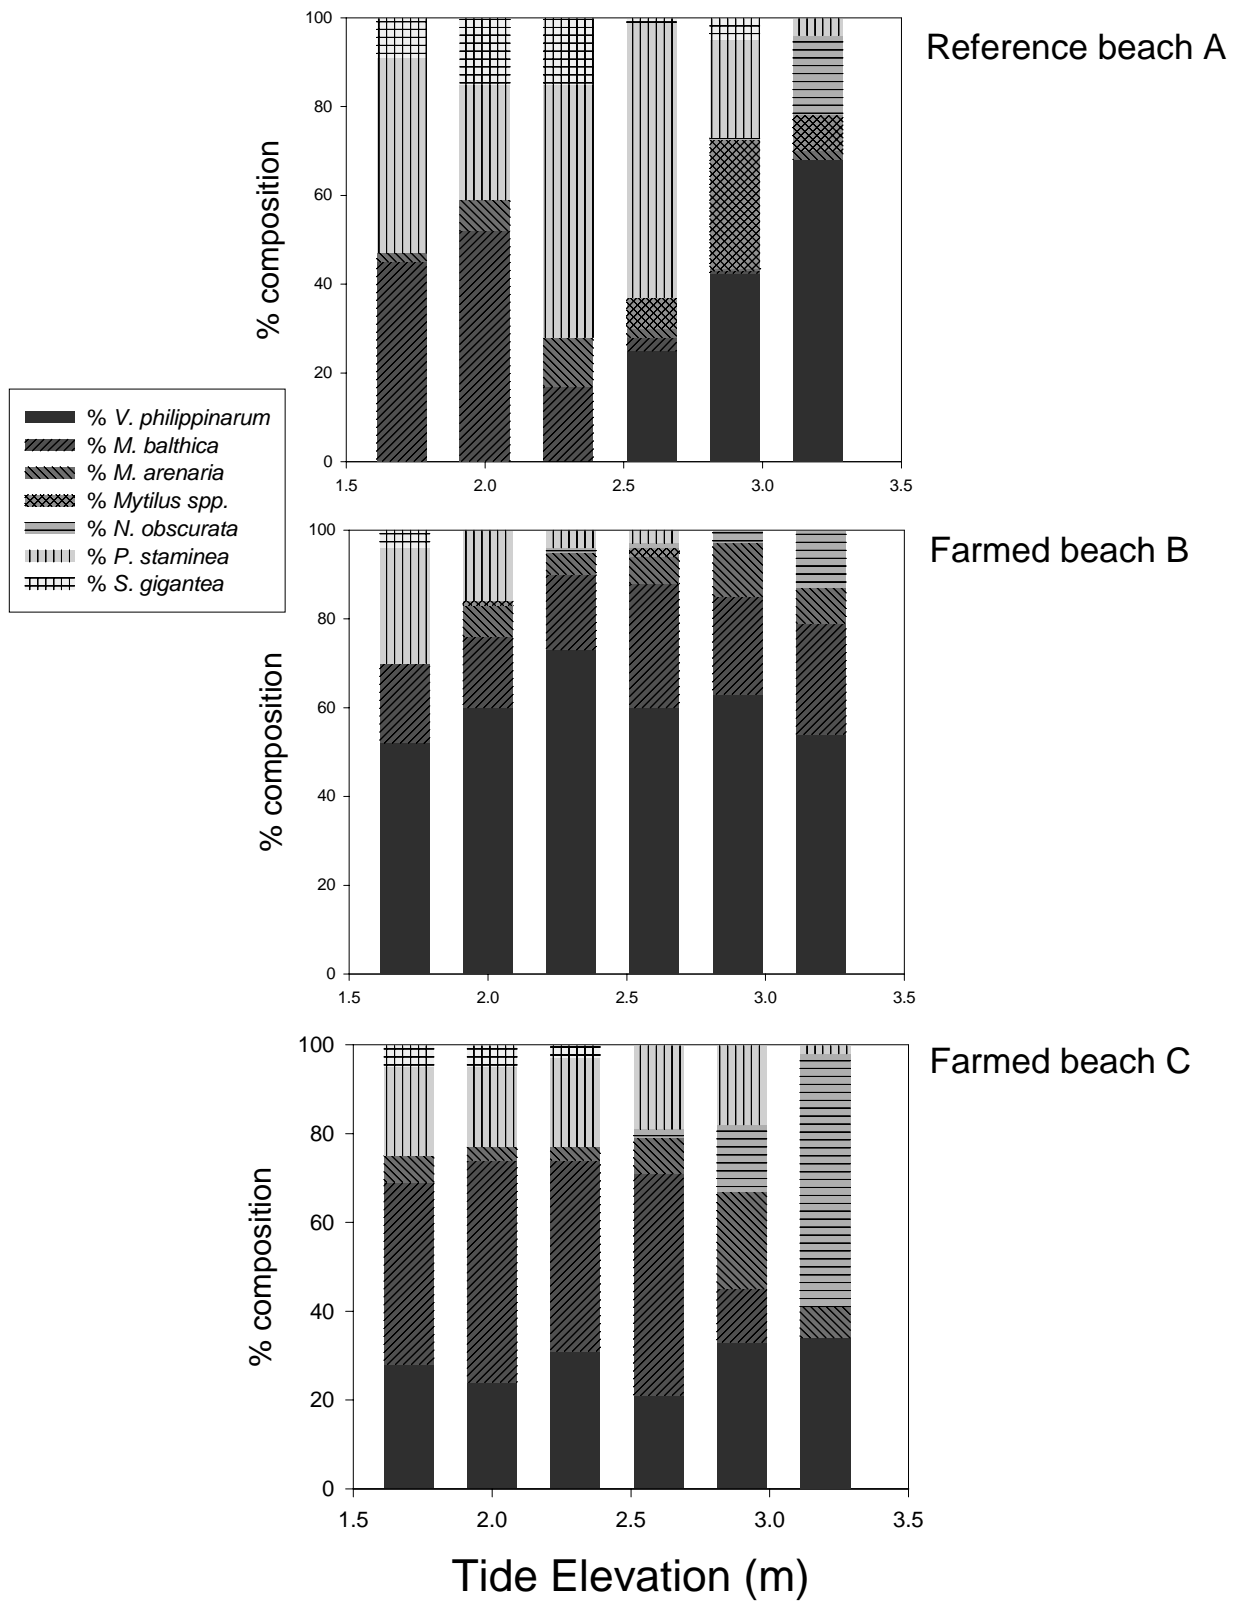 Reference beach A
100
80
60
40
20
0
% composition
1.5 2.0 2.5 3.0 3.5
% V. philippinarum
% M. balthica
% M. arenaria
% Mytilus spp.
% N. obscurata
% P. staminea
% S. gigantea
Farmed beach B
100
80
60
40
20
0
% composition
1.5 2.0 2.5 3.0 3.5
Farmed beach C
100
80
60
40
20
0
% composition
1.5 2.0 2.5 3.0 3.5
Tide Elevation (m)